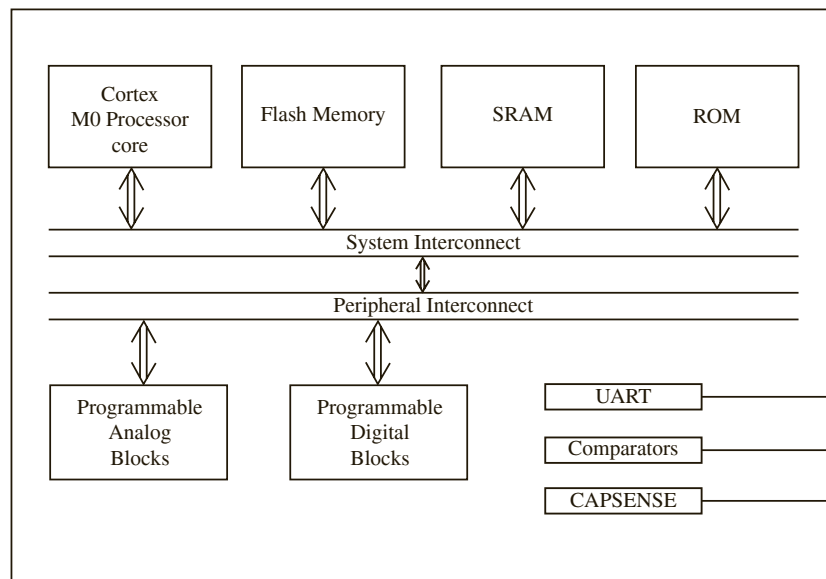 Cortex
M0 Processor
core
Flash Memory
SRAM
ROM
System Interconnect
Peripheral Interconnect
Programmable
Analog
Blocks
Programmable
Digital
Blocks
UART
Comparators
CAPSENSE